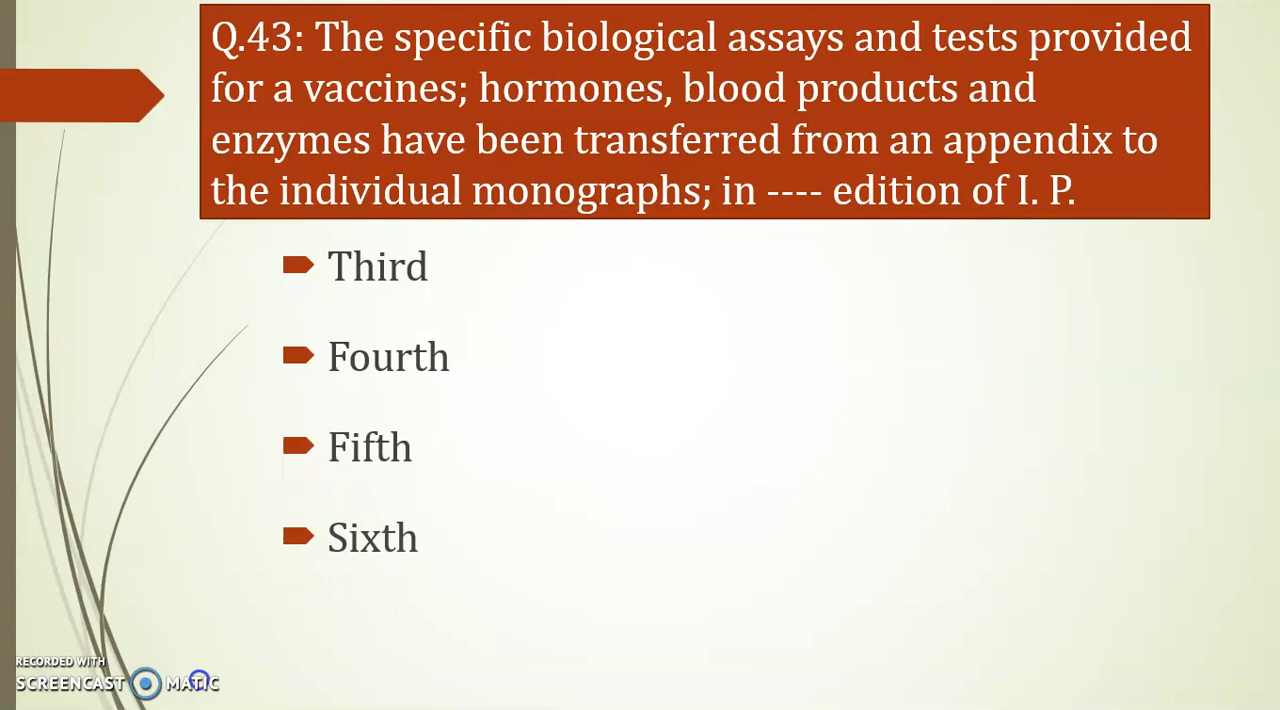 Q.43: The specific biological assays and tests provided
for a vaccines; hormones, blood products and
enzymes have been transferred from an appendix to
the individual monographs; in ---- edition of I. P.
Third
Fourth
Fifth
Sixth
RECORDED WITH
SCREENCAST MATIC